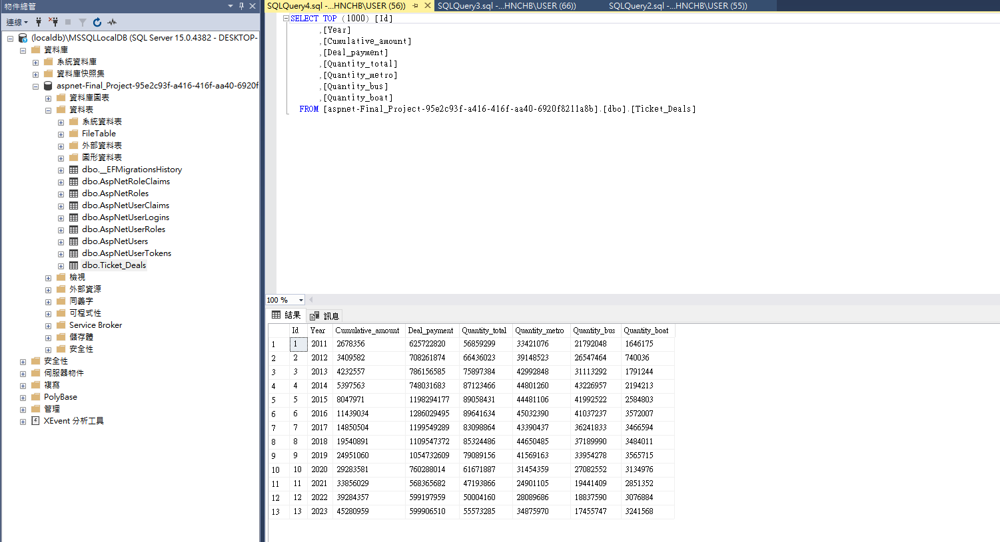 物件總管
連線
(localdb)\MSSQLLocalDB (SQL Server 15.0.4382 - DESKTOP-
資料庫
系統資料庫
資料庫快照集
aspnet-Final_Project-95e2c93f-a416-416f-aa40-6920f
資料庫圖表
資料表
系統資料表
FileTable
外部資料表
圖形資料表
dbo.__EFMigrationsHistory
dbo.AspNetRoleClaims
dbo.AspNetRoles
dbo.AspNetUserClaims
dbo.AspNetUserLogins
dbo.AspNetUserRoles
dbo.AspNetUsers
dbo.AspNetUserTokens
dbo.Ticket_Deals
檢視
外部資源
同義字
可程式性
Service Broker
儲存體
安全性
安全性
伺服器物件
複寫
PolyBase
管理
XEvent 分析工具
SQLQuery4.sql -...HNCHB\USER (56)) SQLQuery3.sql -...HNCHB\USER (66)) SQLQuery2.sql -...HNCHB\USER (55))
SELECT TOP (1000) [Id]
,[Year]
,[Cumulative_amount]
,[Deal_payment]
,[Quantity_total]
,[Quantity_metro]
,[Quantity_bus]
,[Quantity_boat]
FROM [aspnet-Final_Project-95e2c93f-a416-416f-aa40-6920f8211a8b].[dbo].[Ticket_Deals]
100 %
結果 訊息
Id Year Cumulative_amount Deal_payment Quantity_total Quantity_metro Quantity_bus Quantity_boat
1 1 2011 2678356 625722820 56859299 33421076 21792048 1646175
2 2 2012 3409582 708261874 66436023 39148523 26547464 740036
3 3 2013 4232557 786156585 75897384 42992848 31113292 1791244
4 4 2014 5397563 748031683 87123466 44801260 43226957 2194213
5 5 2015 8047971 1198294177 89058431 44481106 41992522 2584803
6 6 2016 11439034 1286029495 89641634 45032390 41037237 3572007
7 7 2017 14850504 1199549289 83098864 43390437 36241833 3466594
8 8 2018 19540891 1109547372 85324486 44650485 37189990 3484011
9 9 2019 24951060 1054732609 79089156 41569163 33954278 3565715
10 10 2020 29283581 760288014 61671887 31454359 27082552 3134976
11 11 2021 33856029 568365682 47193866 24901105 19441409 2851352
12 12 2022 39284357 599197959 50004160 28089686 18837590 3076884
13 13 2023 45280959 599906510 55573285 34875970 17455747 3241568